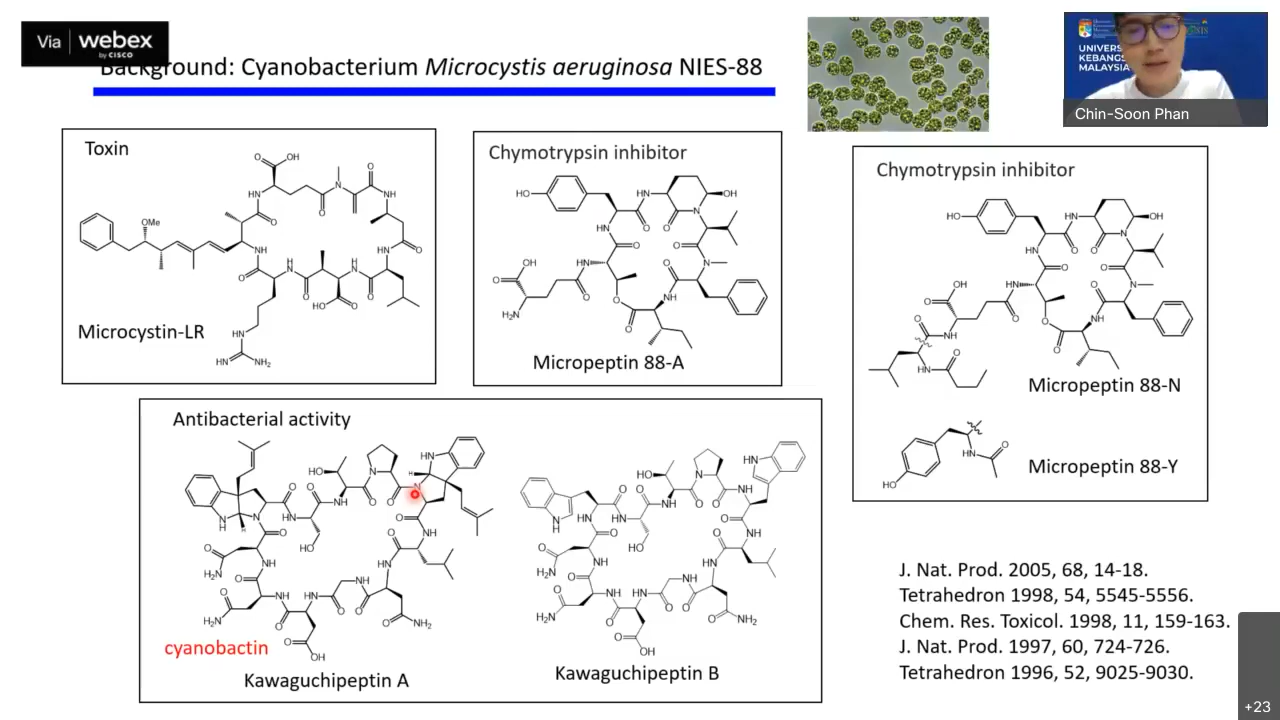 Via webex
by CISCO
Background: Cyanobacterium Microcystis aeruginosa NIES-88
UNIVERS
KEBANGS
MALAYSIA
Chin-Soon Phan
Toxin
Microcystin-LR
Chymotrypsin inhibitor
Micropeptin 88-A
Chymotrypsin inhibitor
Micropeptin 88-N
Micropeptin 88-Y
Antibacterial activity
cyanobactin
Kawaguchipeptin A
Kawaguchipeptin B
J. Nat. Prod. 2005, 68, 14-18.
Tetrahedron 1998, 54, 5545-5556.
Chem. Res. Toxicol. 1998, 11, 159-163.
J. Nat. Prod. 1997, 60, 724-726.
Tetrahedron 1996, 52, 9025-9030.
+23